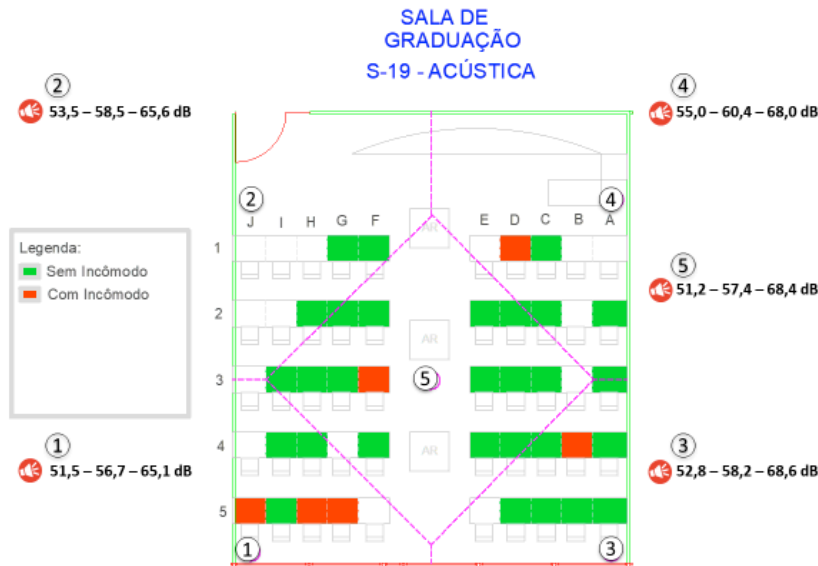 SALA DE
GRADUAÇÃO
S-19 - ACÚSTICA
2
53,5 – 58,5 – 65,6 dB
4
55,0 – 60,4 – 68,0 dB
2
4
J I H G F E D C B A
AR
1
Legenda:
Sem Incômodo
Com Incômodo
5
51,2 – 57,4 – 68,4 dB
2
AR
3
5
1
51,5 – 56,7 – 65,1 dB
4
AR
3
52,8 – 58,2 – 68,6 dB
5
1
3